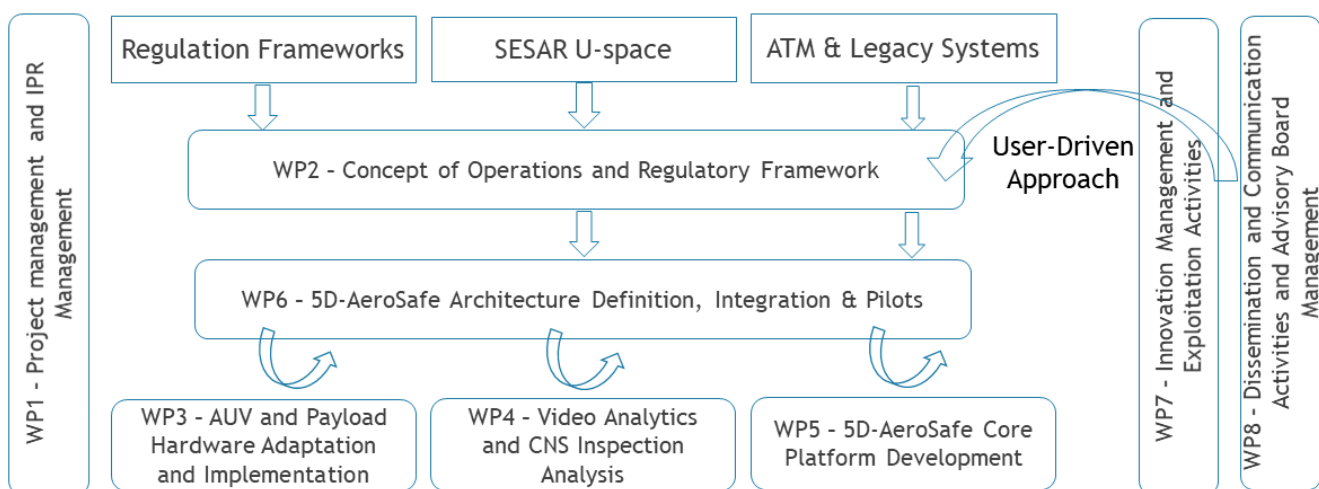 WP1 - Project management and IPR
Management
Regulation Frameworks
SESAR U-space
ATM & Legacy Systems
WP2 – Concept of Operations and Regulatory Framework
User-Driven
Approach
WP6 – 5D-AeroSafe Architecture Definition, Integration & Pilots
WP3 – AUV and Payload
Hardware Adaptation
and Implementation
WP4 – Video Analytics
and CNS Inspection
Analysis
WP5 – 5D-AeroSafe Core
Platform Development
WP7 - Innovation Management and
Exploitation Activities
WP8 - Dissemination and Communication
Activities and Advisory Board
Management